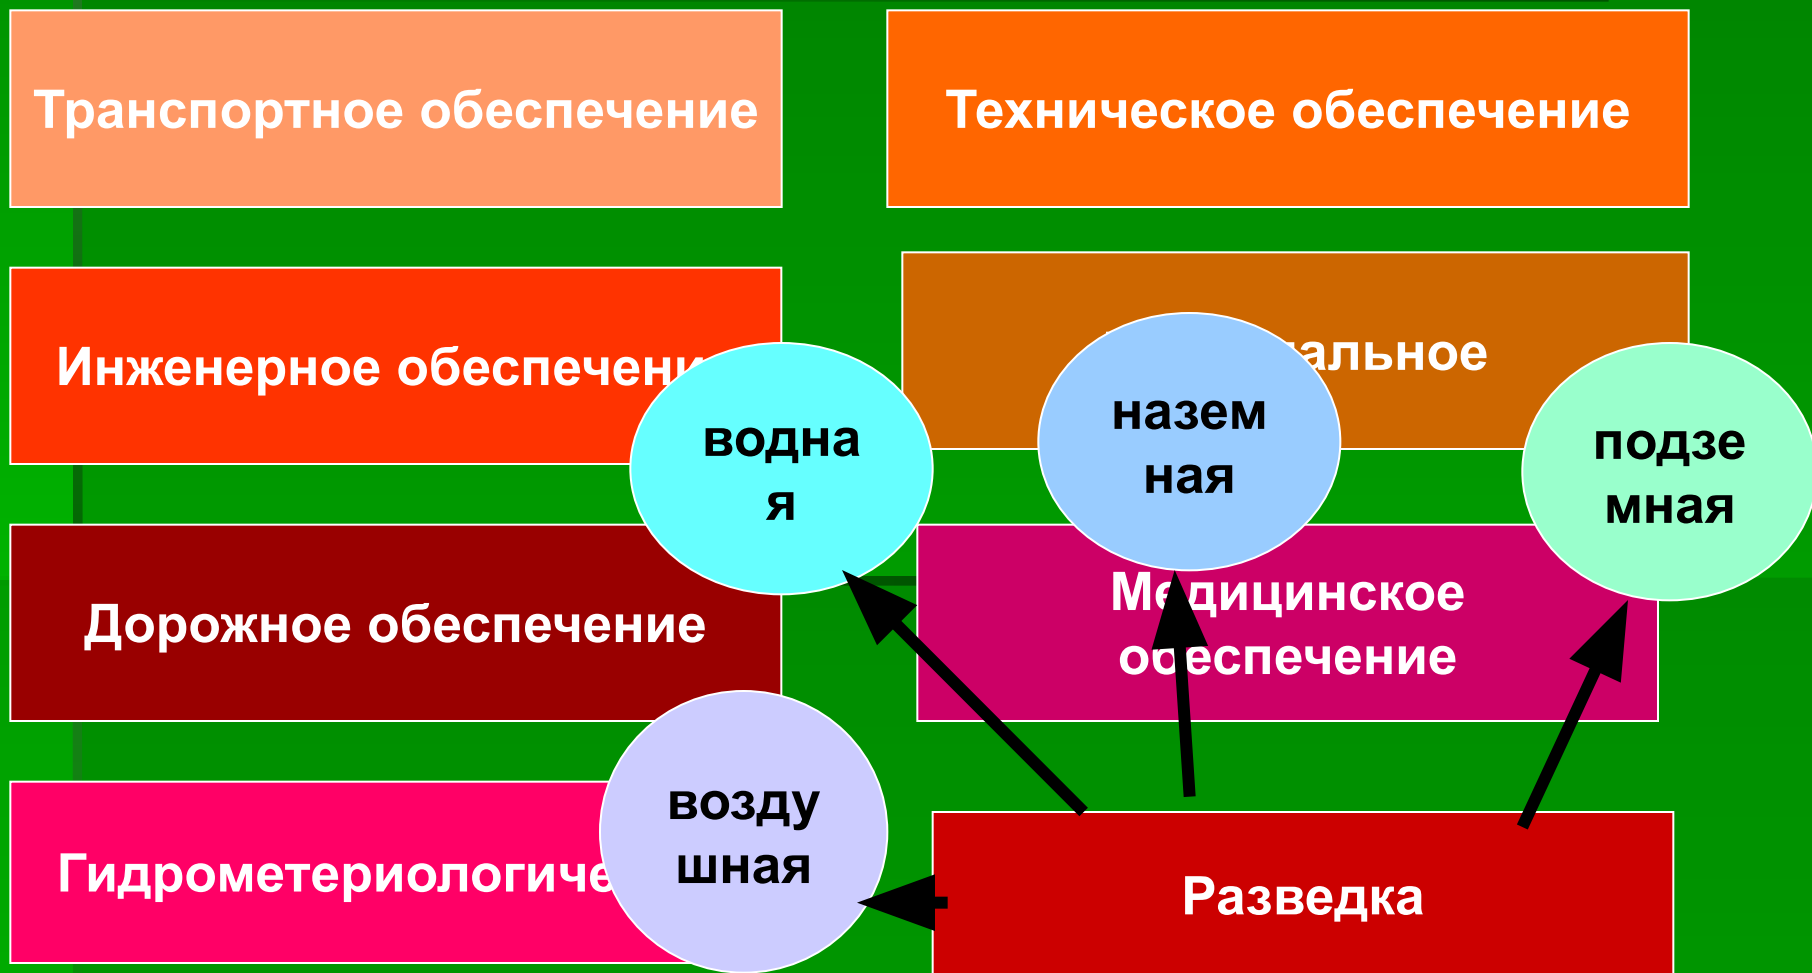 Транспортное обеспечение
Техническое обеспечение
Инженерное обеспечени
альное
водна
я
назем
ная
подзе
мная
Дорожное обеспечение
Медицинское
обеспечение
возду
шная
Гидрометериологиче
Разведка